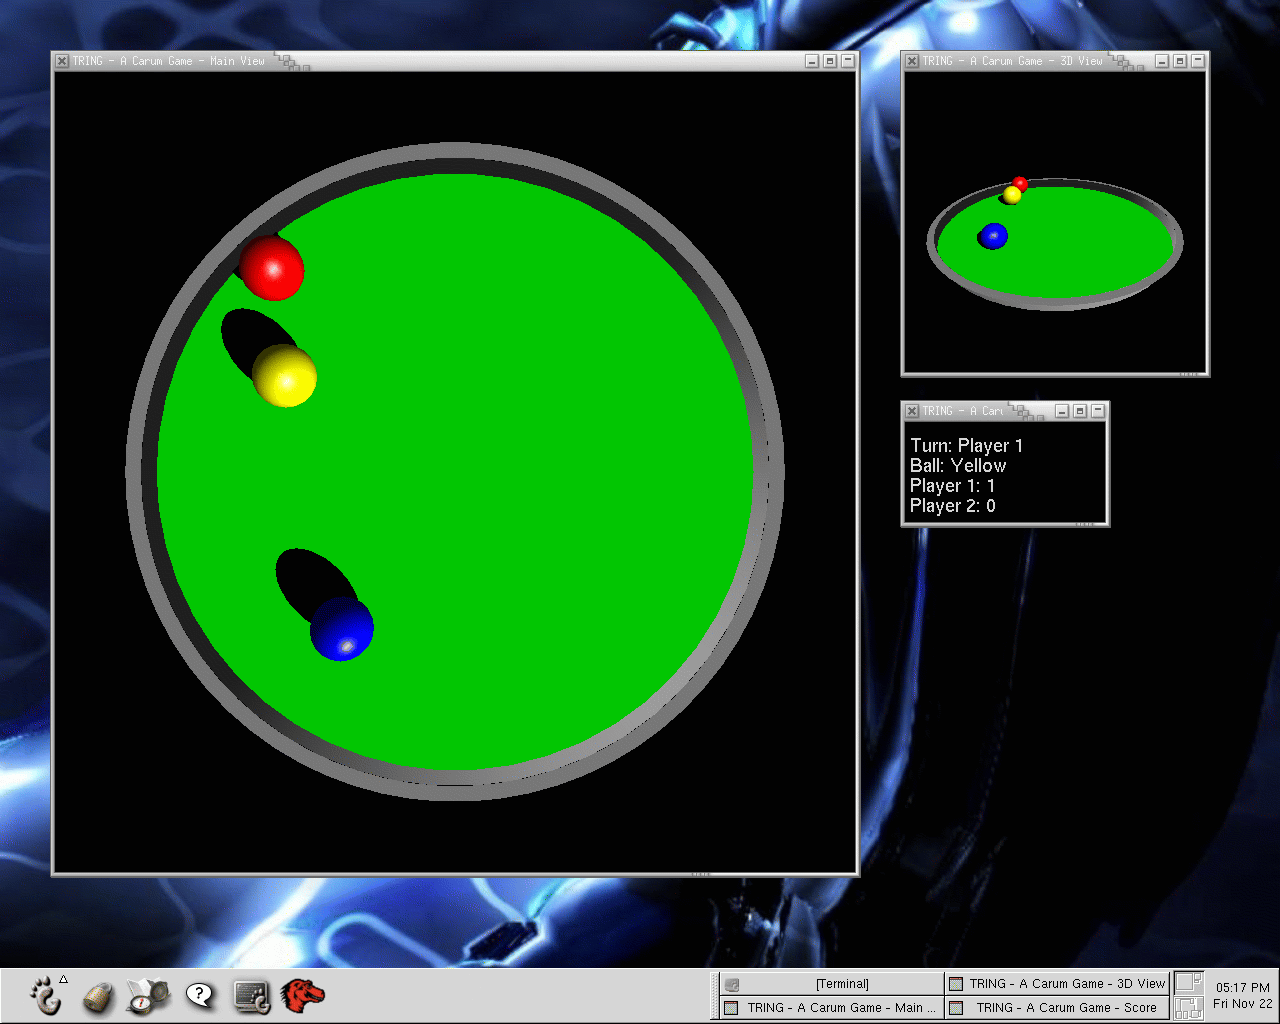 TRING - A Carum Game - Main View
TRING - A Carum Game - 3D View
TRING - A Caru
Turn: Player 1
Ball: Yellow
Player 1: 1
Player 2: 0
?
[Terminal]
TRING - A Carum Game - 3D View
TRING - A Carum Game - Main ...
TRING - A Carum Game - Score
05:17 PM
Fri Nov 22